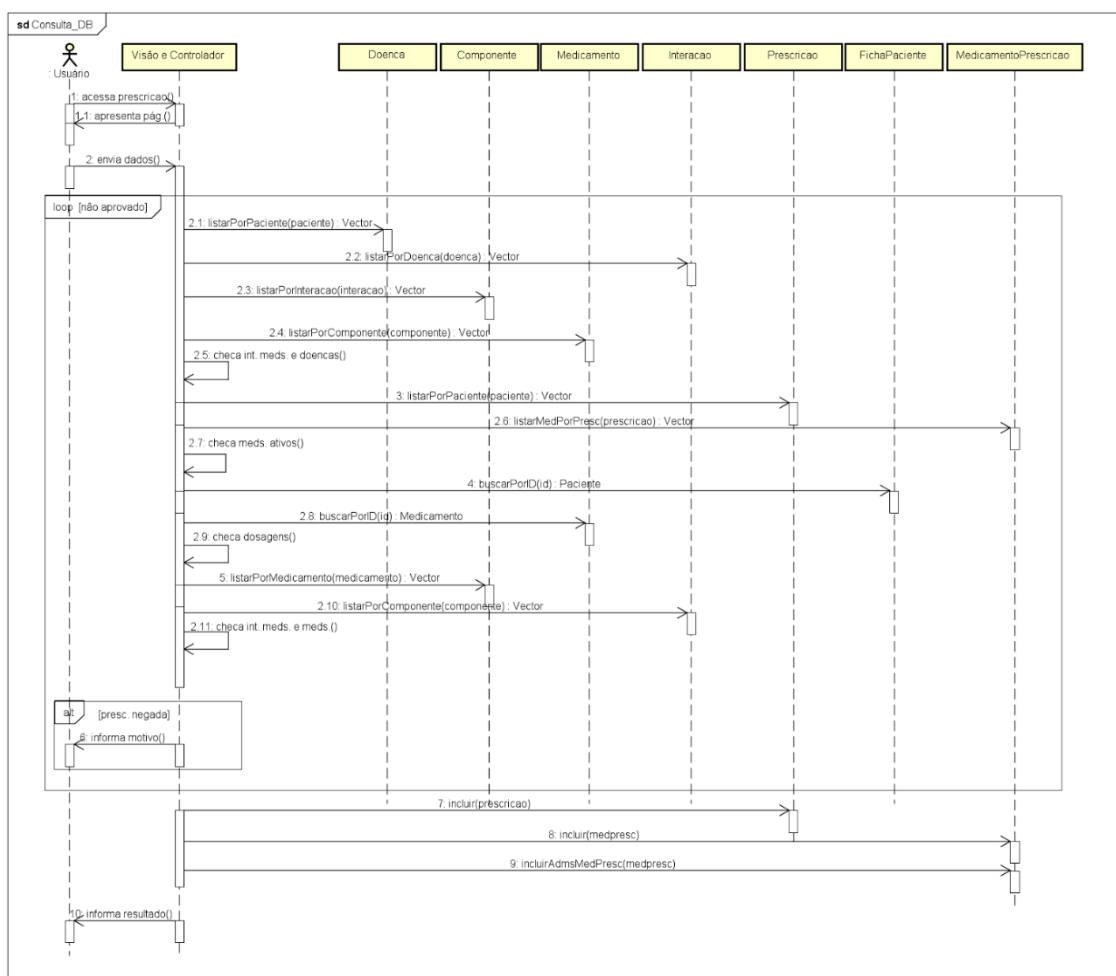 sd Consulta_DB
: Usuário
Visão e Controlador
Doenca
Componente
Medicamento
Interacao
Prescricao
FichaPaciente
MedicamentoPrescricao
1: acessa prescricao()
1.1: apresenta pág.()
2: envia dados()
loop [não aprovado]
2.1: listarPorPaciente(paciente) : Vector
2.2: listarPorDoenca(doenca) : Vector
2.3: listarPorInteracao(interacao) : Vector
2.4: listarPorComponente(componente) : Vector
2.5: checa int. meds. e doencas()
3: listarPorPaciente(paciente) : Vector
2.6: listarMedPorPresc(prescricao) : Vector
2.7: checa meds. ativos()
4: buscarPorID(id) : Paciente
2.8: buscarPorID(id) : Medicamento
2.9: checa dosagens()
5: listarPorMedicamento(medicamento) : Vector
2.10: listarPorComponente(componente) : Vector
2.11: checa int. meds. e meds.()
alt [presc. negada]
6: informa motivo()
7: incluir(prescricao)
8: incluir(medpresc)
9: incluirAdmsMedPresc(medpresc)
10: informa resultado()